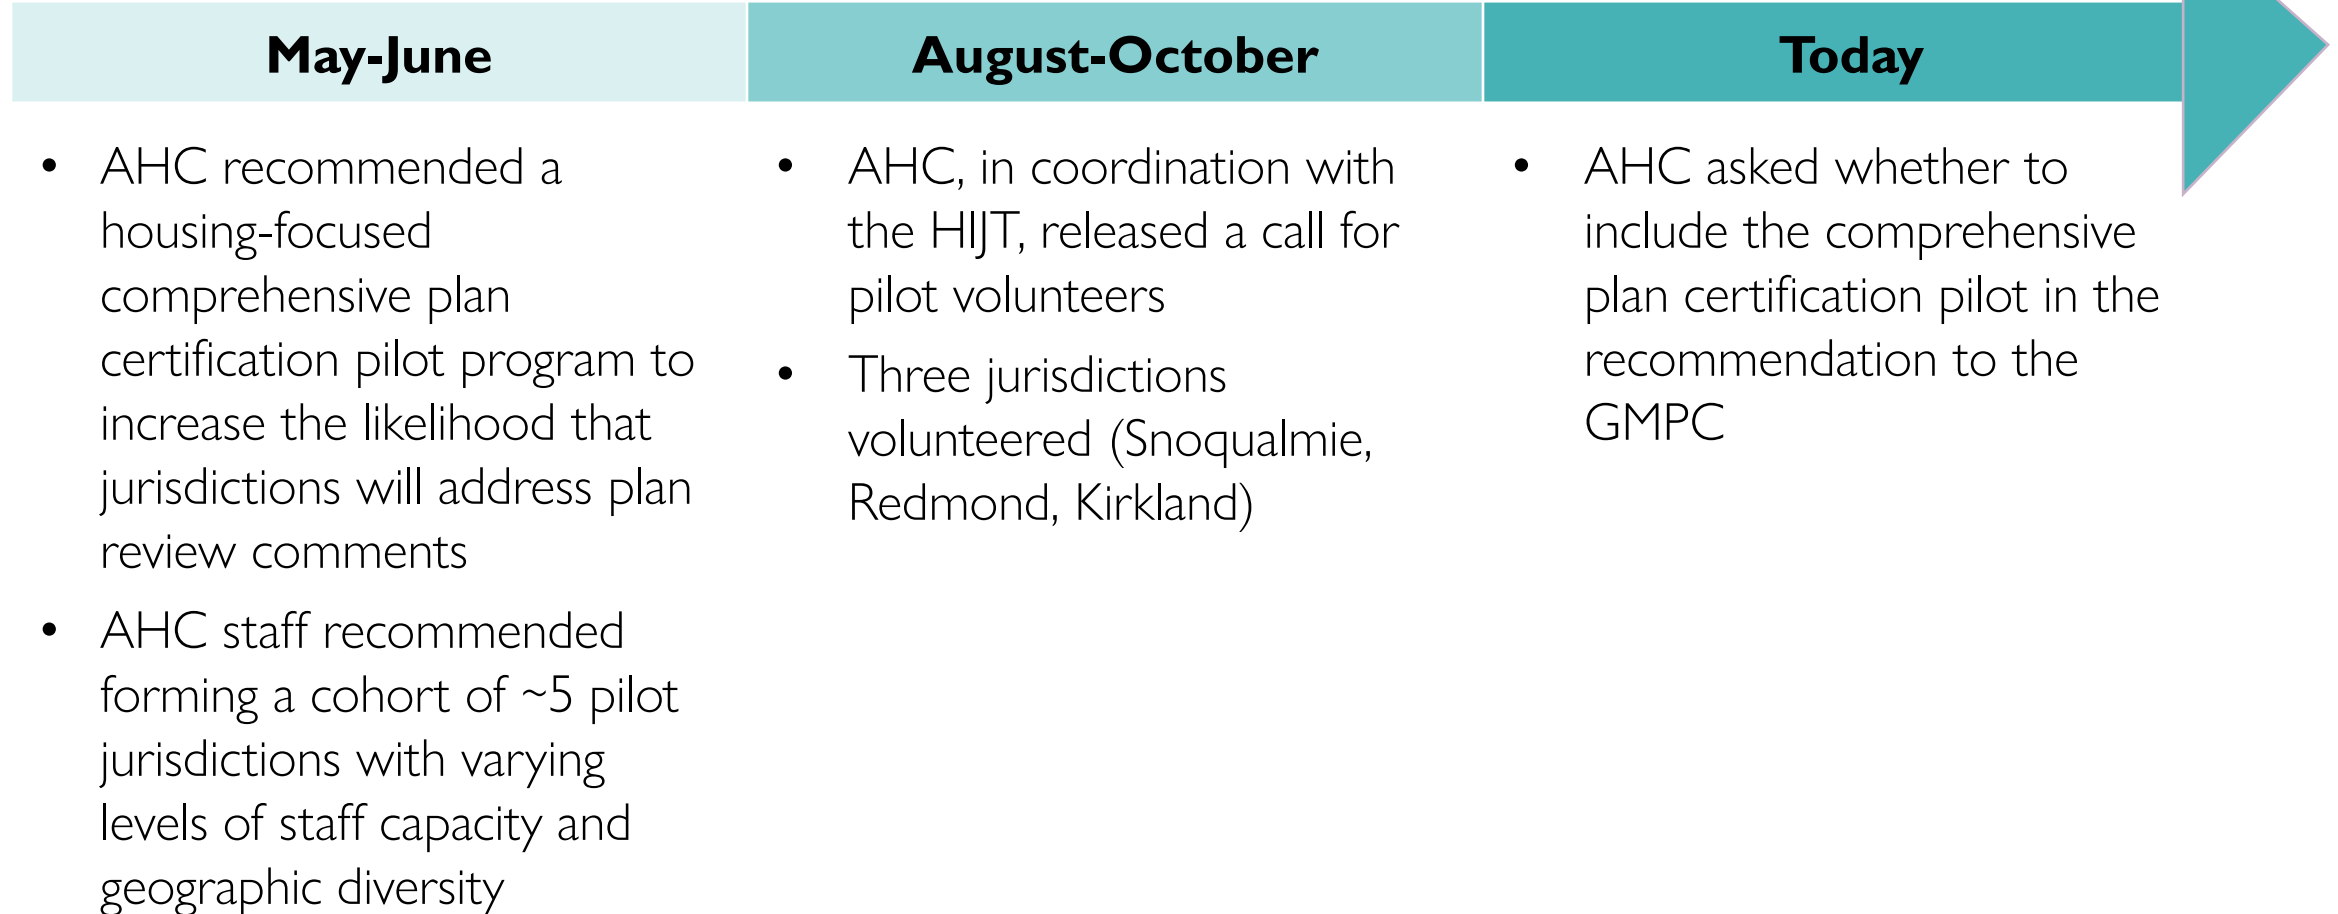 May-June
• AHC recommended a
housing-focused
comprehensive plan
certification pilot program to
increase the likelihood that
jurisdictions will address plan
review comments
• AHC staff recommended
forming a cohort of ~5 pilot
jurisdictions with varying
levels of staff capacity and
geographic diversity
August-October
• AHC, in coordination with
the HIJT, released a call for
pilot volunteers
• Three jurisdictions
volunteered (Snoqualmie,
Redmond, Kirkland)
Today
• AHC asked whether to
include the comprehensive
plan certification pilot in the
recommendation to the
GMPC